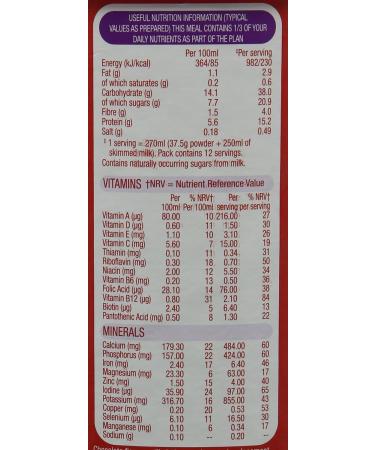 USEFUL NUTRITION INFORMATION (TYPICAL
VALUES AS PREPARED) THIS MEAL CONTAINS 1/3 OF YOUR
DAILY NUTRIENTS AS PART OF THE PLAN
Per 100ml ‡Per serving
Energy (kJ/kcal) 364/85 982/230
Fat (g) 1.1 2.9
of which saturates (g) 0.2 0.6
Carbohydrate (g) 14.1 38.0
of which sugars (g) 7.7 20.9
Fibre (g) 1.5 4.0
Protein (g) 5.6 15.2
Salt (g) 0.18 0.49
‡ 1 serving = 270ml (37.5g powder + 250ml of
skimmed milk). Pack contains 12 servings.
Contains naturally occurring sugars from milk.
VITAMINS †NRV = Nutrient Reference Value
Per % NRV† Per % NRV†
100ml Per 100ml serving per serving
Vitamin A (µg) 80.00 10 216.00 27
Vitamin D (µg) 0.60 11 1.50 30
Vitamin E (mg) 1.10 10 3.10 26
Vitamin C (mg) 5.60 7 15.00 19
Thiamin (mg) 0.10 11 0.34 31
Riboflavin (mg) 0.30 18 0.70 50
Niacin (mg) 2.00 12 5.50 34
Vitamin B6 (mg) 0.20 13 0.50 36
Folic Acid (µg) 28.10 14 76.00 38
Vitamin B12 (µg) 0.80 31 2.10 84
Biotin (µg) 2.40 5 6.40 13
Pantothenic Acid (mg) 0.50 8 1.30 22
MINERALS
Calcium (mg) 179.30 22 484.00 60
Phosphorus (mg) 157.00 22 424.00 60
Iron (mg) 2.40 17 6.40 46
Magnesium (mg) 23.30 6 63.00 17
Zinc (mg) 1.50 15 4.00 40
Iodine (µg) 35.90 24 97.00 65
Potassium (mg) 316.70 16 855.00 43
Copper (mg) 0.20 20 0.53 53
Selenium (µg) 6.10 11 16.50 30
Manganese (mg) 0.10 6 0.34 17
Sodium (g) 0.10 -- 0.20 --